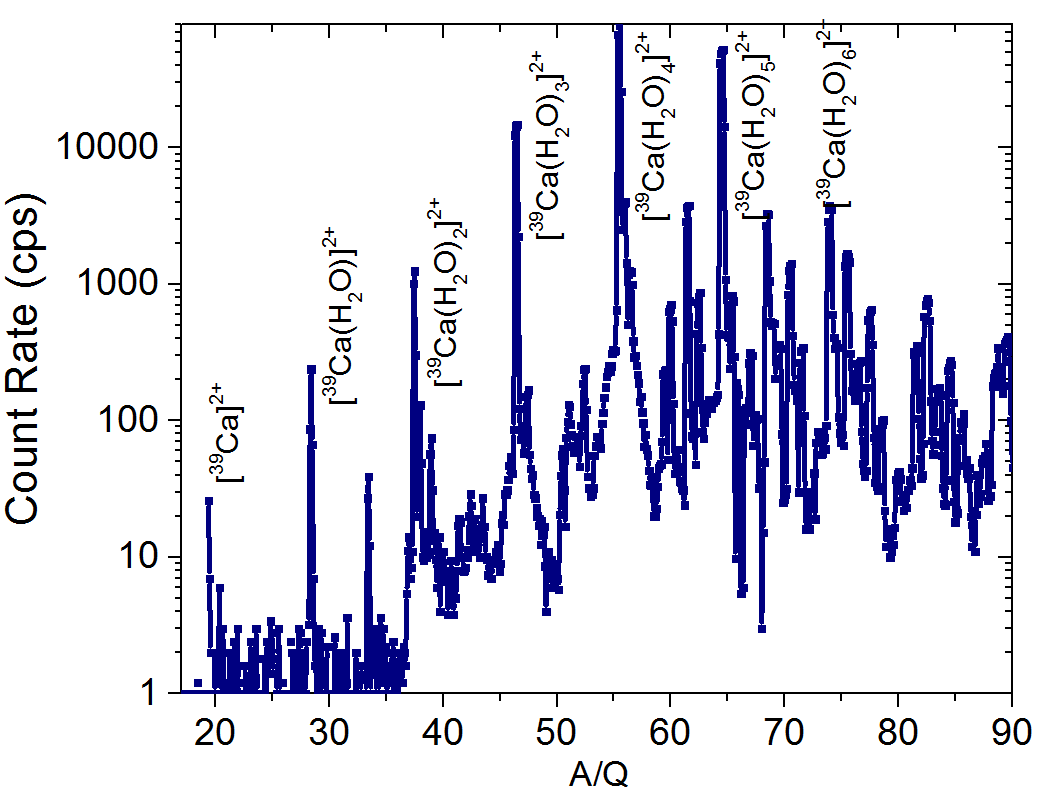 Count Rate (cps)
10000
1000
100
10
1
[³⁹Ca]²⁺
[³⁹Ca(H₂O)]²⁺
[³⁹Ca(H₂O)₂]²⁺
[³⁹Ca(H₂O)₃]²⁺
[³⁹Ca(H₂O)₄]²⁺
[³⁹Ca(H₂O)₅]²⁺
[³⁹Ca(H₂O)₆]²⁺
20 30 40 50 60 70 80 90
A/Q